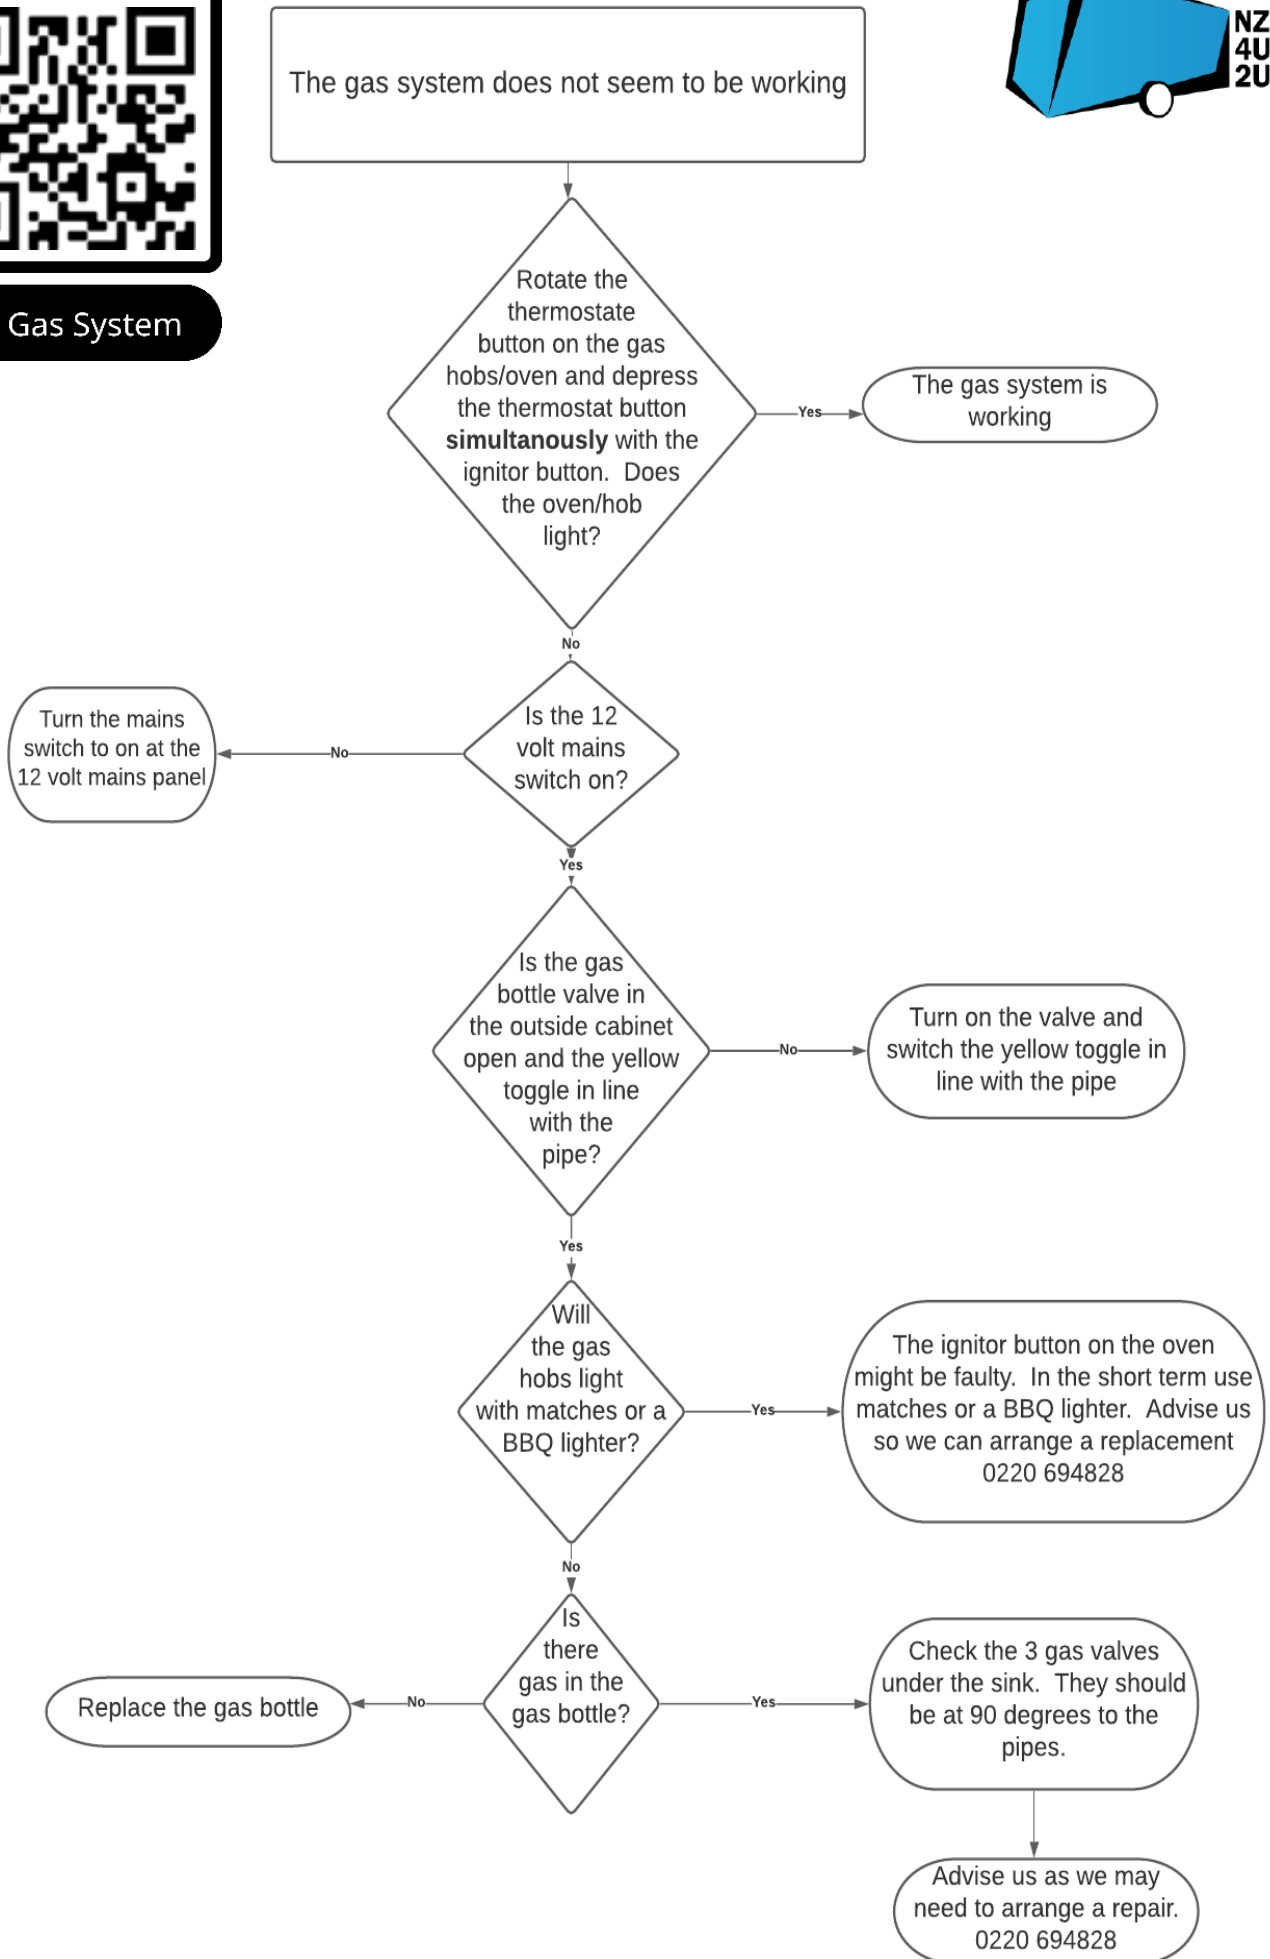 NZ
4U
2U
The gas system does not seem to be working
Gas System
Rotate the
thermostate
button on the gas
hobs/oven and depress
the thermostat button
simultanously with the
ignitor button. Does
the oven/hob
light?
Yes
The gas system is
working
No
Is the 12
volt mains
switch on?
No
Turn the mains
switch to on at the
12 volt mains panel
Yes
Is the gas
bottle valve in
the outside cabinet
open and the yellow
toggle in line
with the
pipe?
No
Turn on the valve and
switch the yellow toggle in
line with the pipe
Yes
Will
the gas
hobs light
with matches or a
BBQ lighter?
Yes
The ignitor button on the oven
might be faulty. In the short term use
matches or a BBQ lighter. Advise us
so we can arrange a replacement
0220 694828
No
Is
there
gas in the
gas bottle?
No
Replace the gas bottle
Yes
Check the 3 gas valves
under the sink. They should
be at 90 degrees to the
pipes.
Advise us as we may
need to arrange a repair.
0220 694828